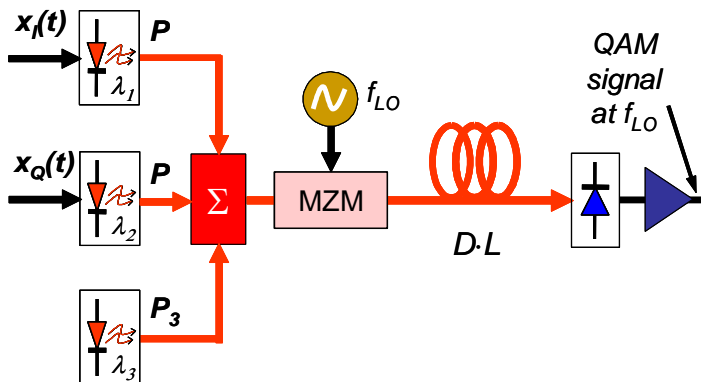 x_I(t)
P
λ_1
f_LO
QAM
signal
at f_LO
x_Q(t)
P
λ_2
Σ
MZM
D·L
P_3
λ_3